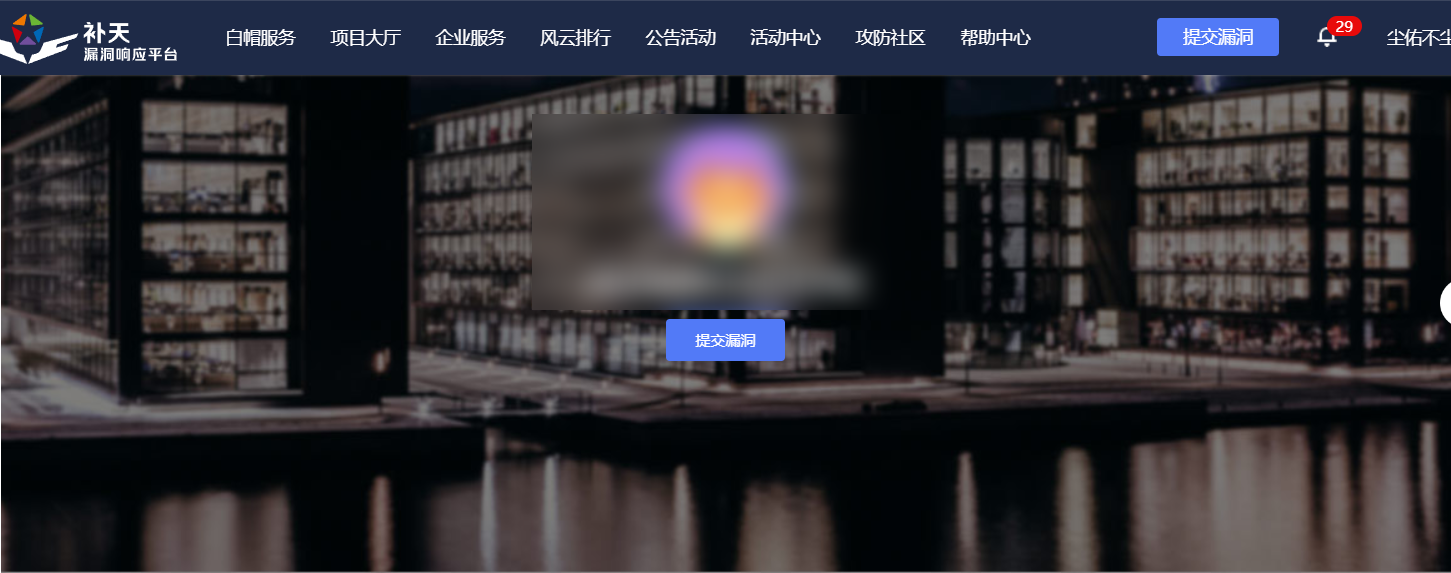 补天
漏洞响应平台
白帽服务 项目大厅 企业服务 风云排行 公告活动 活动中心 攻防社区 帮助中心 提交漏洞 29 尘佑不尘
提交漏洞